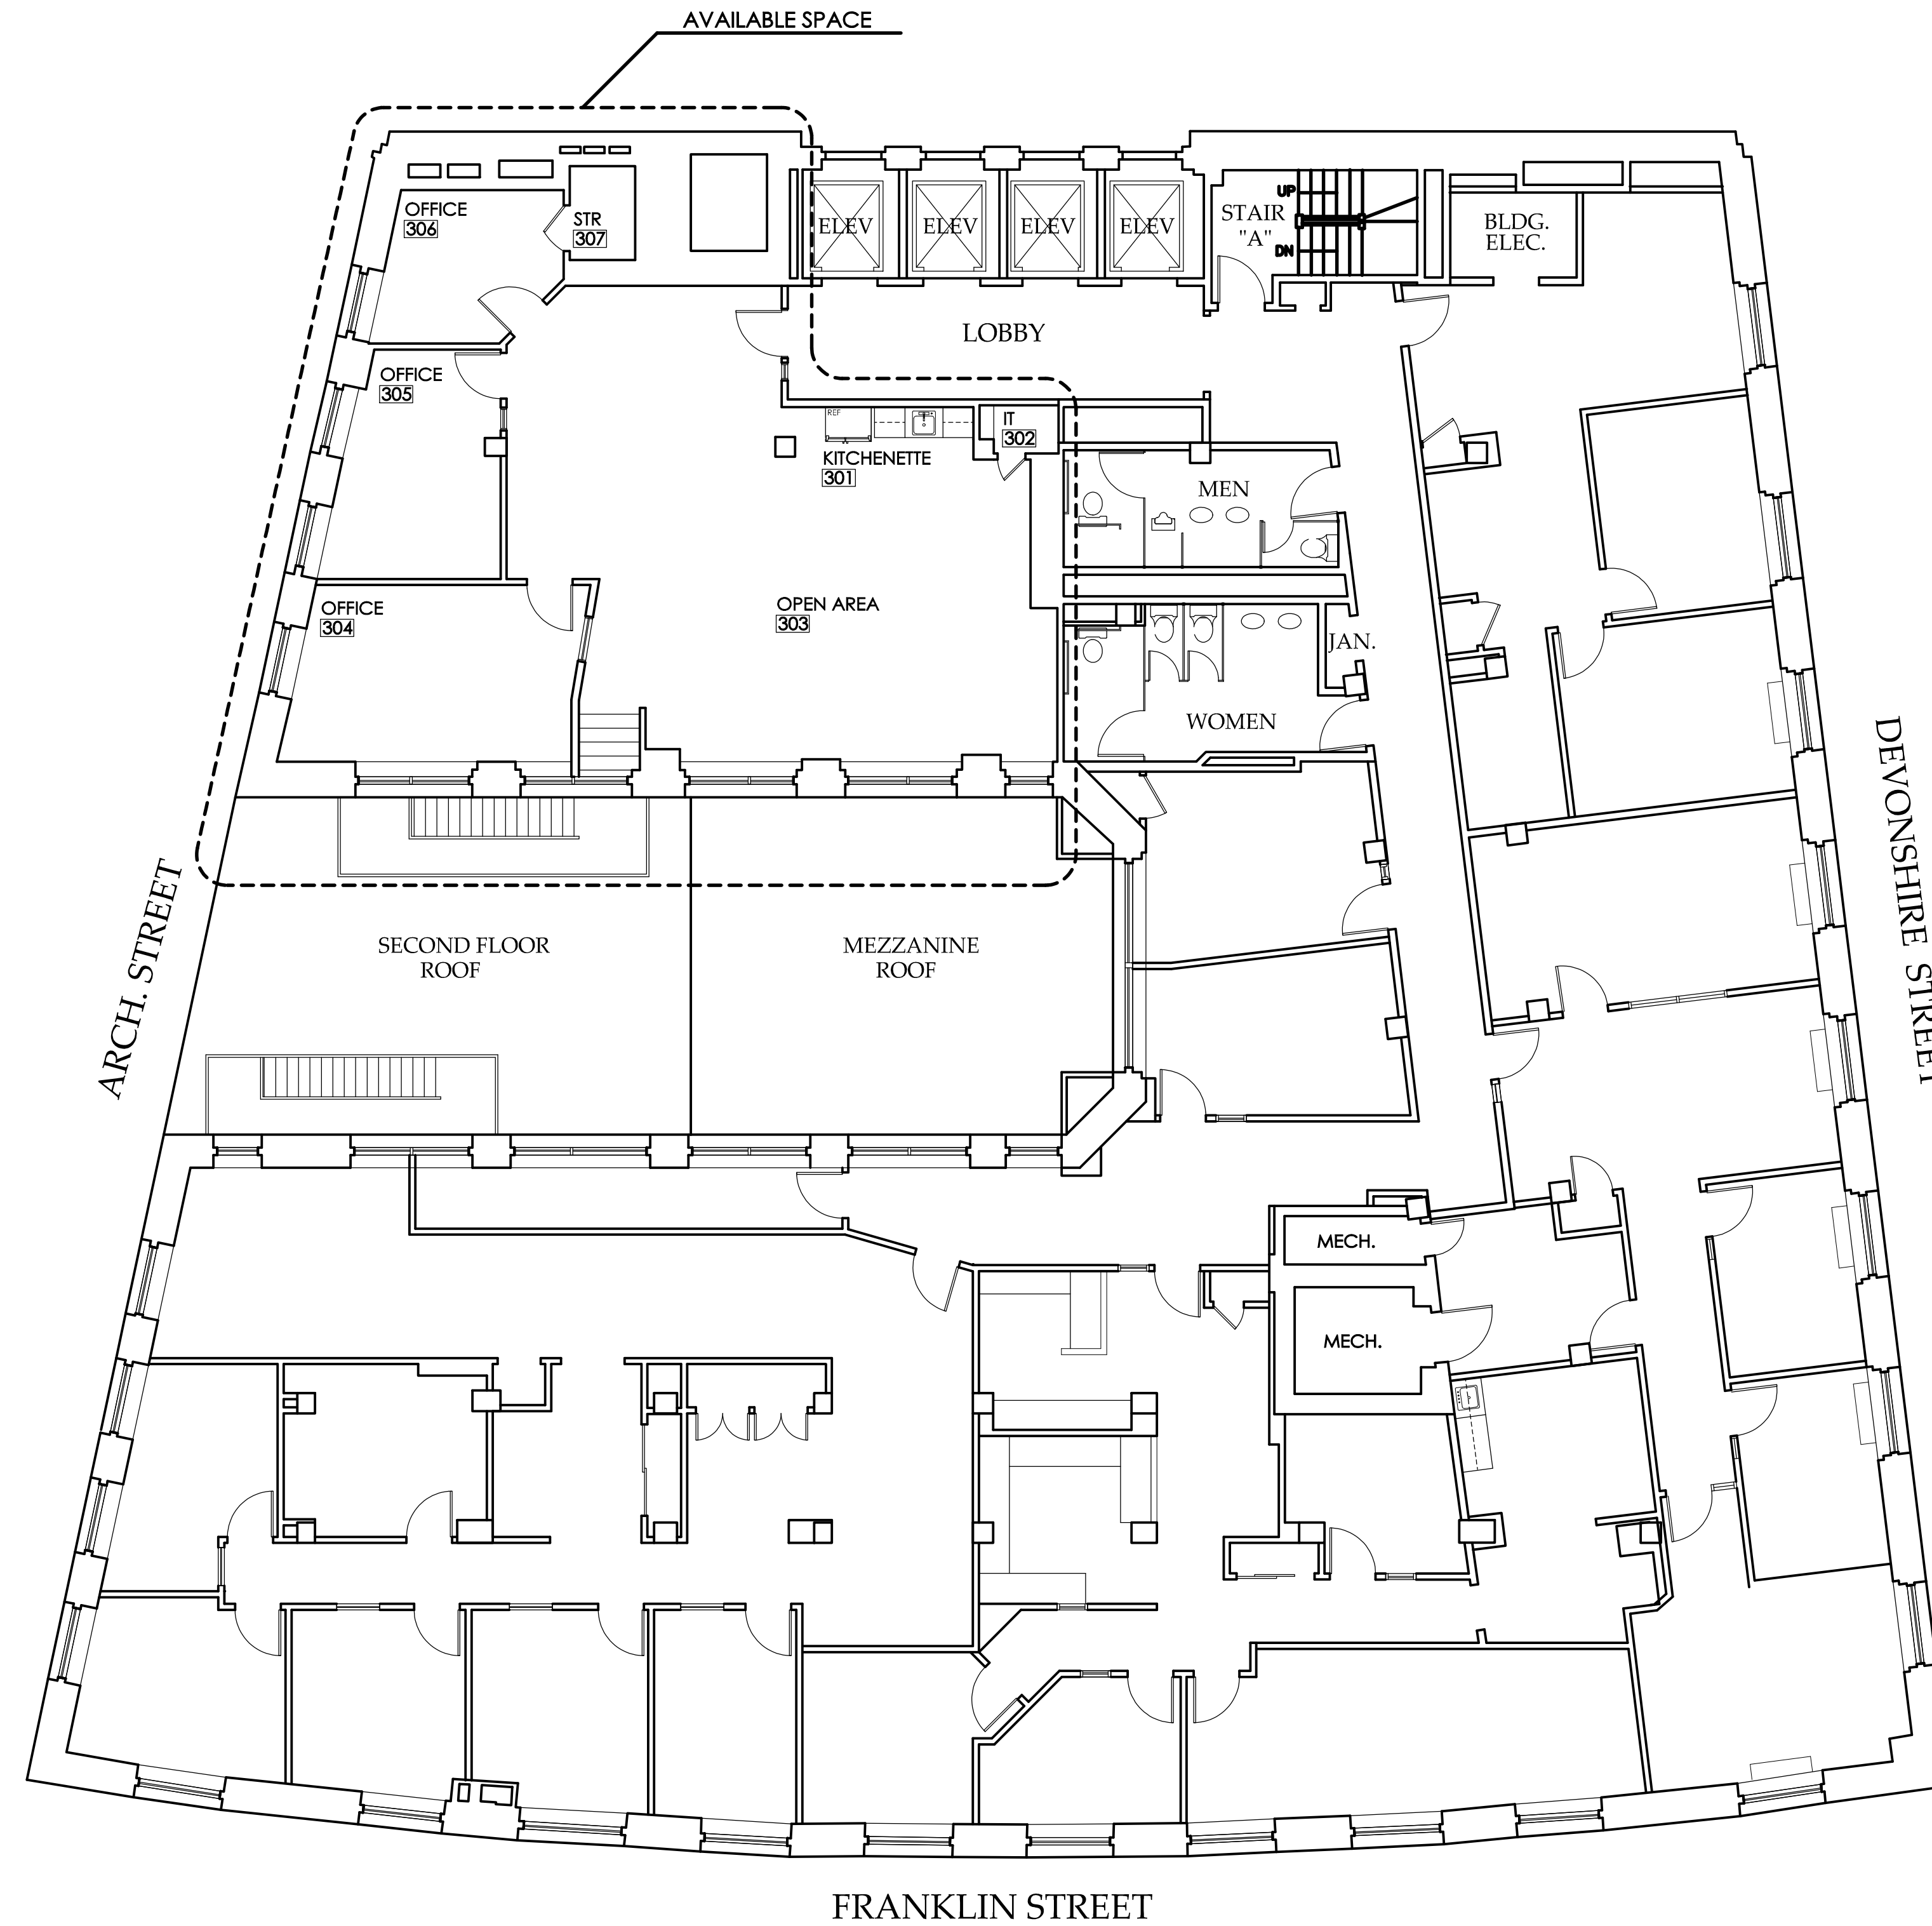 AVAILABLE SPACE
OFFICE
306
STR
307
ELEV
ELEV
ELEV
ELEV
STAIR
"A"
UP
DN
BLDG.
ELEC.
LOBBY
OFFICE
305
REF
KITCHENETTE
301
IT
302
MEN
OFFICE
304
OPEN AREA
303
JAN.
WOMEN
ARCH. STREET
DEVONSHIRE STREET
SECOND FLOOR
ROOF
MEZZANINE
ROOF
MECH.
MECH.
FRANKLIN STREET